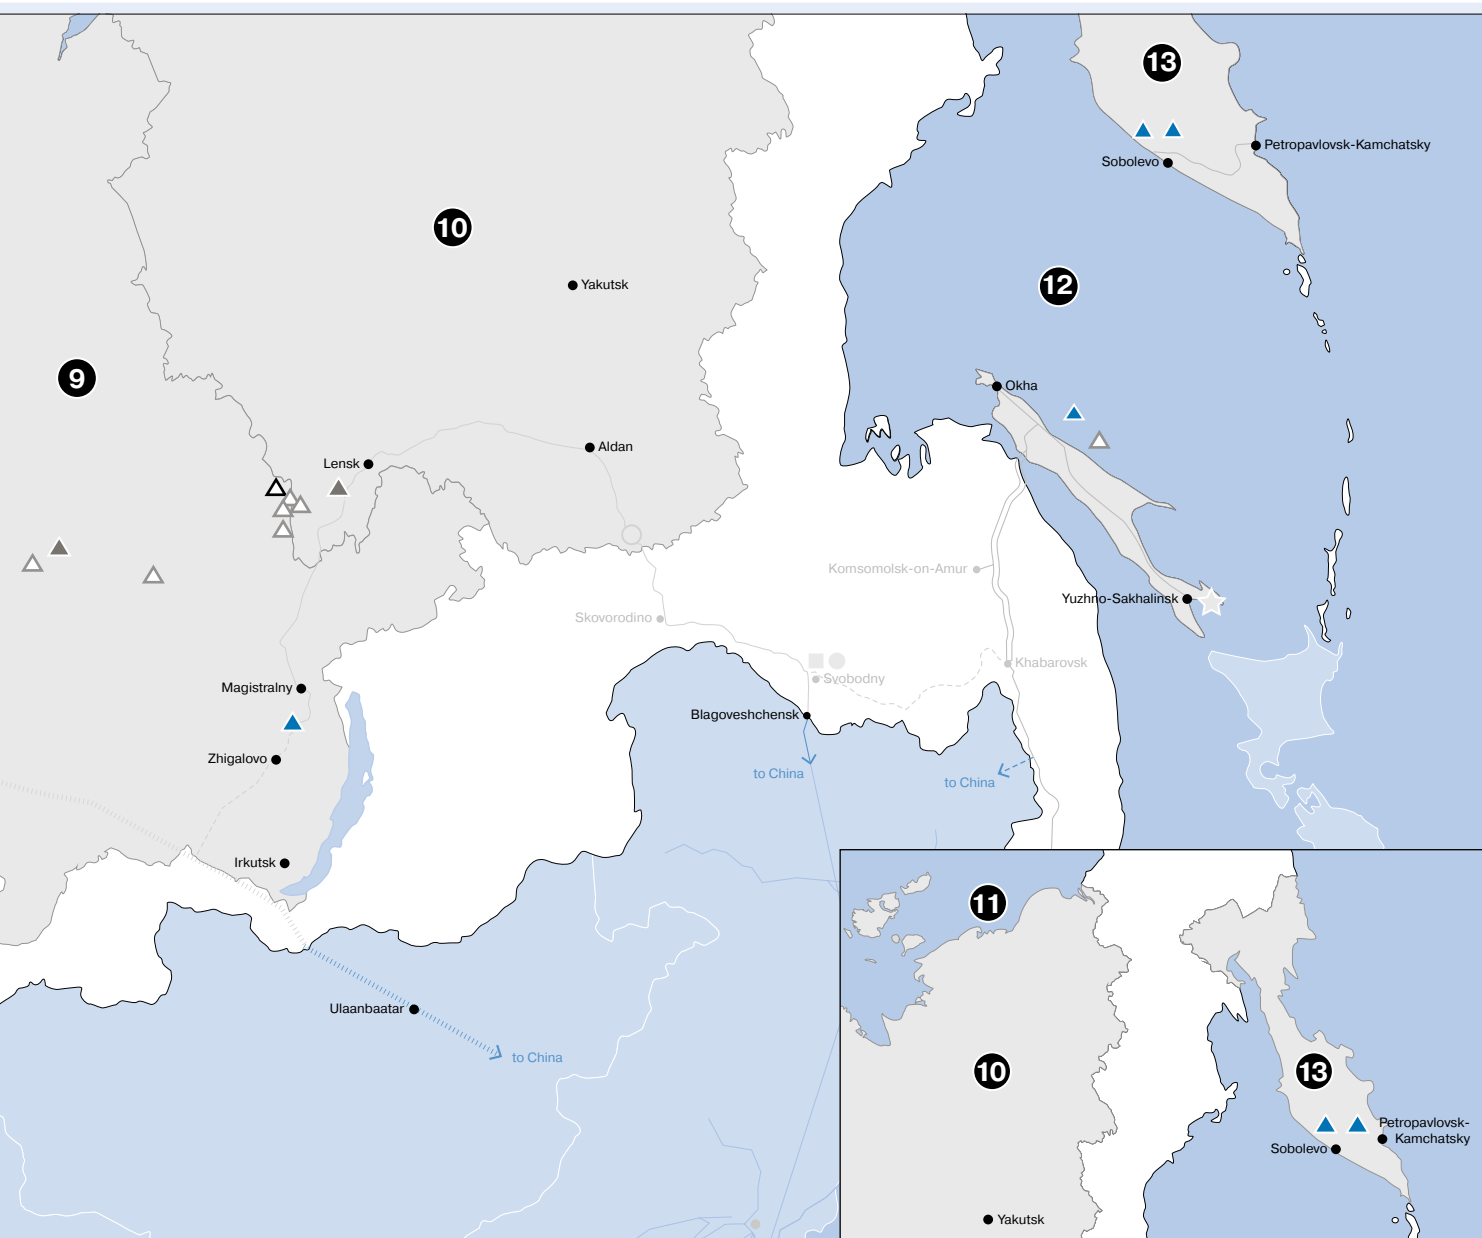 13
Petropavlovsk-Kamchatsky
Sobolevo
10
Yakutsk
12
9
Okha
Aldan
Lensk
Komsomolsk-on-Amur
Yuzhno-Sakhalinsk
Skovorodino
Khabarovsk
Svobodny
Magistralny
Blagoveshchensk
Zhigalovo
to China
to China
Irkutsk
11
Ulaanbaatar
to China
10
13
Petropavlovsk-
Kamchatsky
Sobolevo
Yakutsk